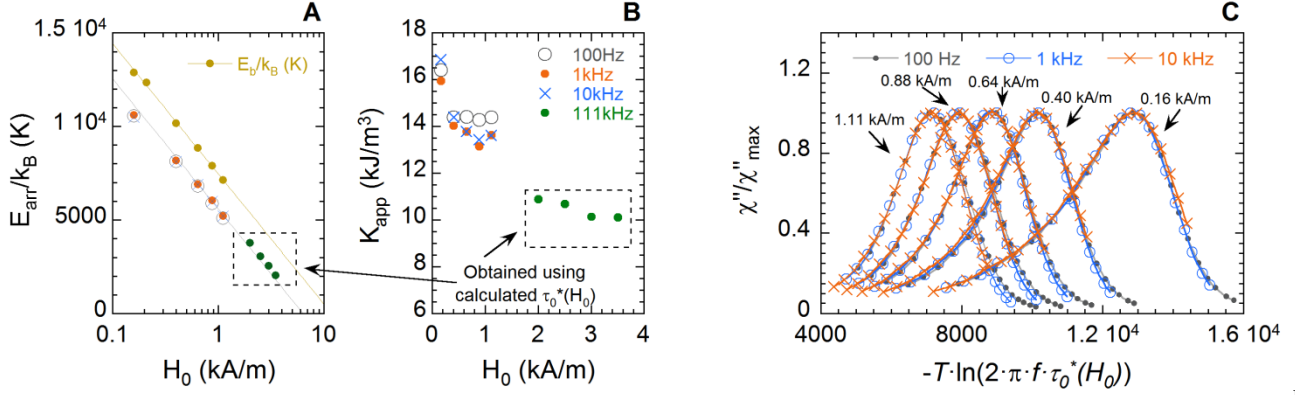 A
B
C
1.5 10⁴
1 10⁴
5000
0
E_arr/k_B (K)
E_b/k_B (K)
0.1
1
10
H₀ (kA/m)
18
16
14
12
10
8
6
K_app (kJ/m³)
100Hz
1kHz
10kHz
111kHz
Obtained using
calculated τ₀*(H₀)
0
1
2
3
4
H₀ (kA/m)
1.2
0.8
0.4
0
χ''/χ''max
100 Hz
1 kHz
10 kHz
0.88 kA/m
0.64 kA/m
0.40 kA/m
0.16 kA/m
1.11 kA/m
4000
8000
1.2 10⁴
1.6 10⁴
-T·ln(2·π·f·τ₀*(H₀))